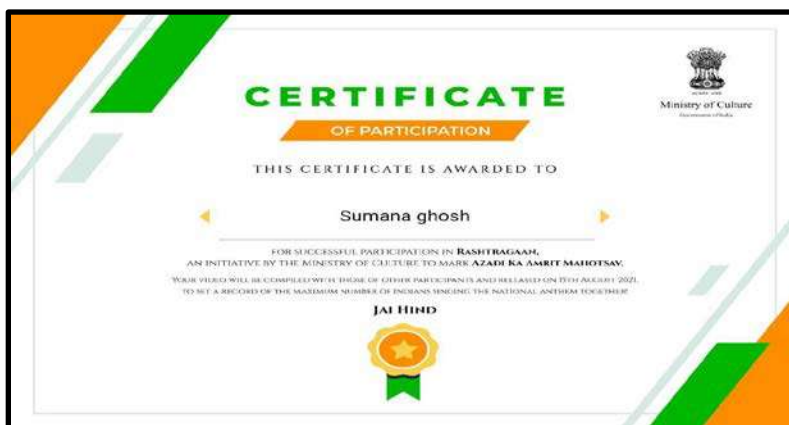 CERTIFICATE
OF PARTICIPATION
Ministry of Culture
Government of India
THIS CERTIFICATE IS AWARDED TO
Sumana ghosh
FOR SUCCESSFUL PARTICIPATION IN RASHTRAGAAN,
AN INITIATIVE BY THE MINISTRY OF CULTURE TO MARK AZADI KA AMRIT MAHOTSAV.
YOUR VIDEO WILL BE COMPILED WITH THOSE OF OTHER PARTICIPANTS AND RELEASED ON 15TH AUGUST 2021,
TO SET A RECORD OF THE MAXIMUM NUMBER OF INDIANS SINGING THE NATIONAL ANTHEM TOGETHER!
JAI HIND